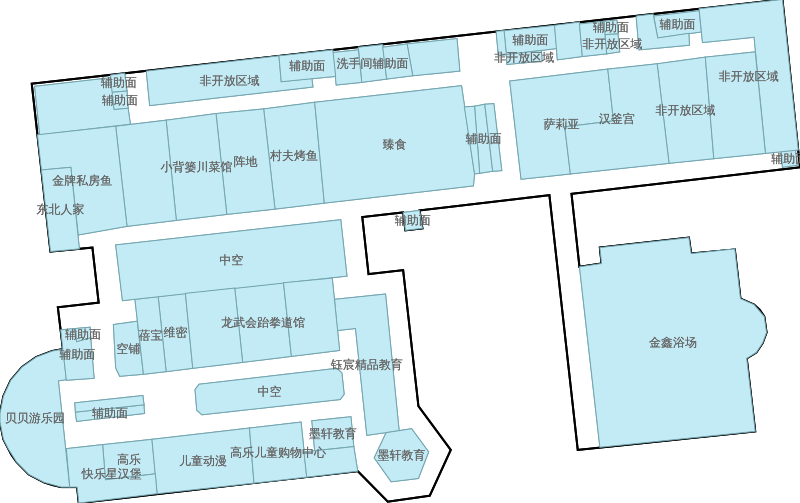 辅助面
辅助面
非开放区域
辅助面
洗手间辅助面
辅助面
非开放区域
辅助面
非开放区域
辅助面
非开放区域
萨莉亚
汉釜宫
非开放区域
辅助面
臻食
村夫烤鱼
阵地
小背篓川菜馆
金牌私房鱼
东北人家
辅助面
中空
辅助面
辅助面
空铺
蓓宝
维密
龙武会跆拳道馆
金鑫浴场
钰宸精品教育
中空
贝贝游乐园
辅助面
墨轩教育
高乐
快乐星汉堡
儿童动漫
高乐儿童购物中心
墨轩教育